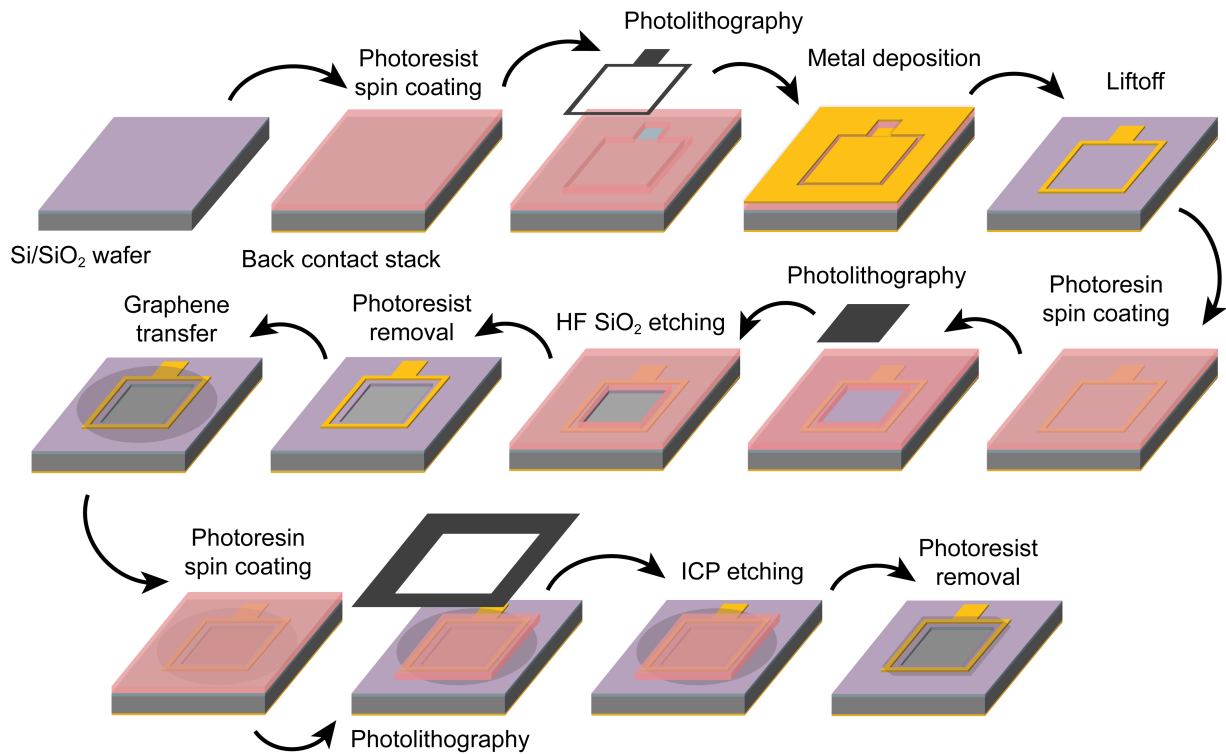 Photolithography
Photoresist
spin coating
Metal deposition
Liftoff
Si/SiO₂ wafer
Back contact stack
Photolithography
Photoresin
spin coating
HF SiO₂ etching
Photoresist
removal
Graphene
transfer
Photoresin
spin coating
Photolithography
ICP etching
Photoresist
removal